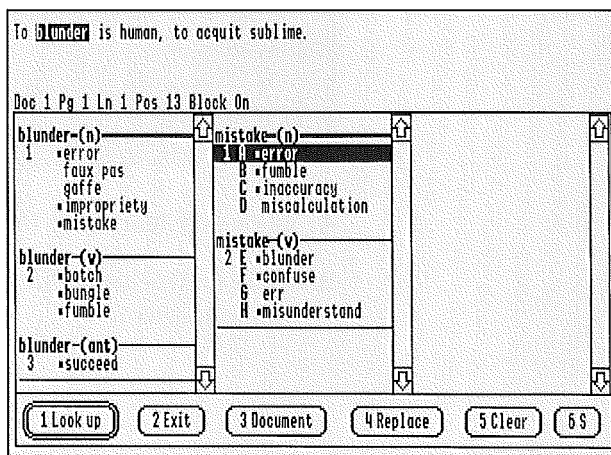 To blunder is human, to acquit sublime.
Doc 1 Pg 1 Ln 1 Pos 13 Block On
blunder-(n)
1 ▪error
faux pas
gaffe
▪impropriety
▪mistake
blunder-(v)
2 ▪botch
▪bungle
▪fumble
blunder-(ant)
3 ▪succeed
mistake-(n)
1 A ▪error
B ▪fumble
C ▪inaccuracy
D miscalculation
mistake-(v)
2 E ▪blunder
F ▪confuse
G err
H ▪misunderstand
1 Look up 2 Exit 3 Document 4 Replace 5 Clear 6 S